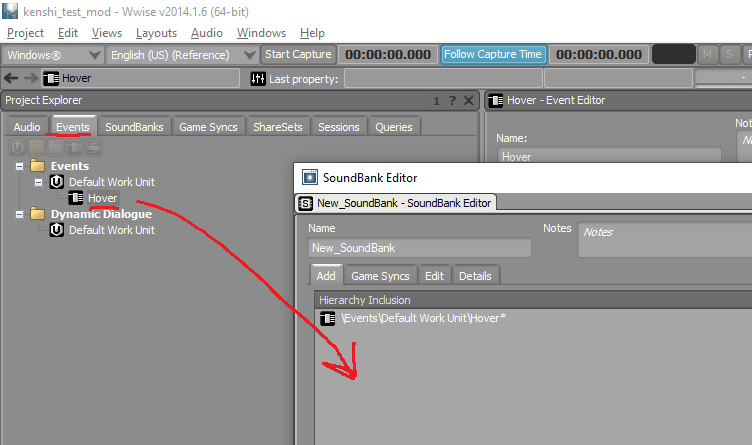 kenshi_test_mod - Wwise v2014.1.6 (64-bit)
Project Edit Views Layouts Audio Windows Help
Windows® English (US) (Reference) Start Capture 00:00:00.000 Follow Capture Time 00:00:00.000 M S
Hover Last property: -
Project Explorer 1 ? X
Hover - Event Editor
Audio Events SoundBanks Game Syncs ShareSets Sessions Queries
Name:
Hover
Events
Default Work Unit
Hover
Dynamic Dialogue
Default Work Unit
SoundBank Editor
New_SoundBank - SoundBank Editor
Name Notes
New_SoundBank Notes
Add Game Syncs Edit Details
Hierarchy Inclusion
\Events\Default Work Unit\Hover*